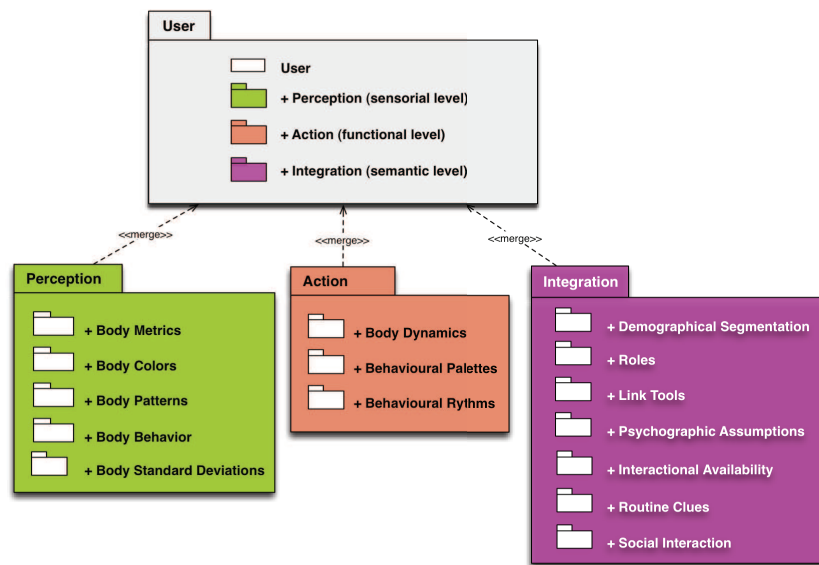 User
User
+ Perception (sensorial level)
+ Action (functional level)
+ Integration (semantic level)
<<merge>>
<<merge>>
<<merge>>
Perception
+ Body Metrics
+ Body Colors
+ Body Patterns
+ Body Behavior
+ Body Standard Deviations
Action
+ Body Dynamics
+ Behavioural Palettes
+ Behavioural Rythms
Integration
+ Demographical Segmentation
+ Roles
+ Link Tools
+ Psychographic Assumptions
+ Interactional Availability
+ Routine Clues
+ Social Interaction